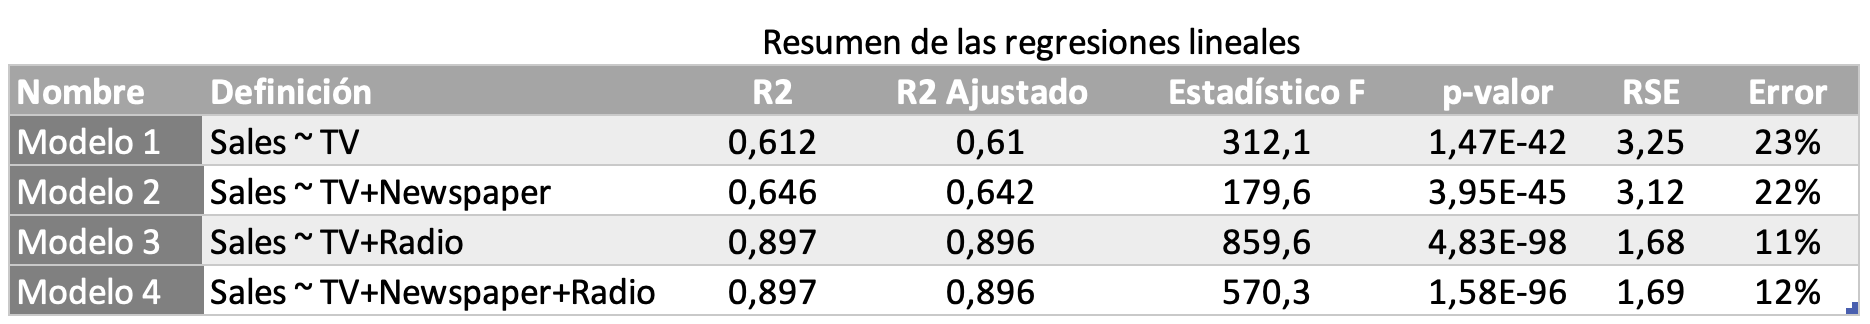 Resumen de las regresiones lineales
Nombre Definición R2 R2 Ajustado Estadístico F p-valor RSE Error
Modelo 1 Sales ~ TV 0,612 0,61 312,1 1,47E-42 3,25 23%
Modelo 2 Sales ~ TV+Newspaper 0,646 0,642 179,6 3,95E-45 3,12 22%
Modelo 3 Sales ~ TV+Radio 0,897 0,896 859,6 4,83E-98 1,68 11%
Modelo 4 Sales ~ TV+Newspaper+Radio 0,897 0,896 570,3 1,58E-96 1,69 12%